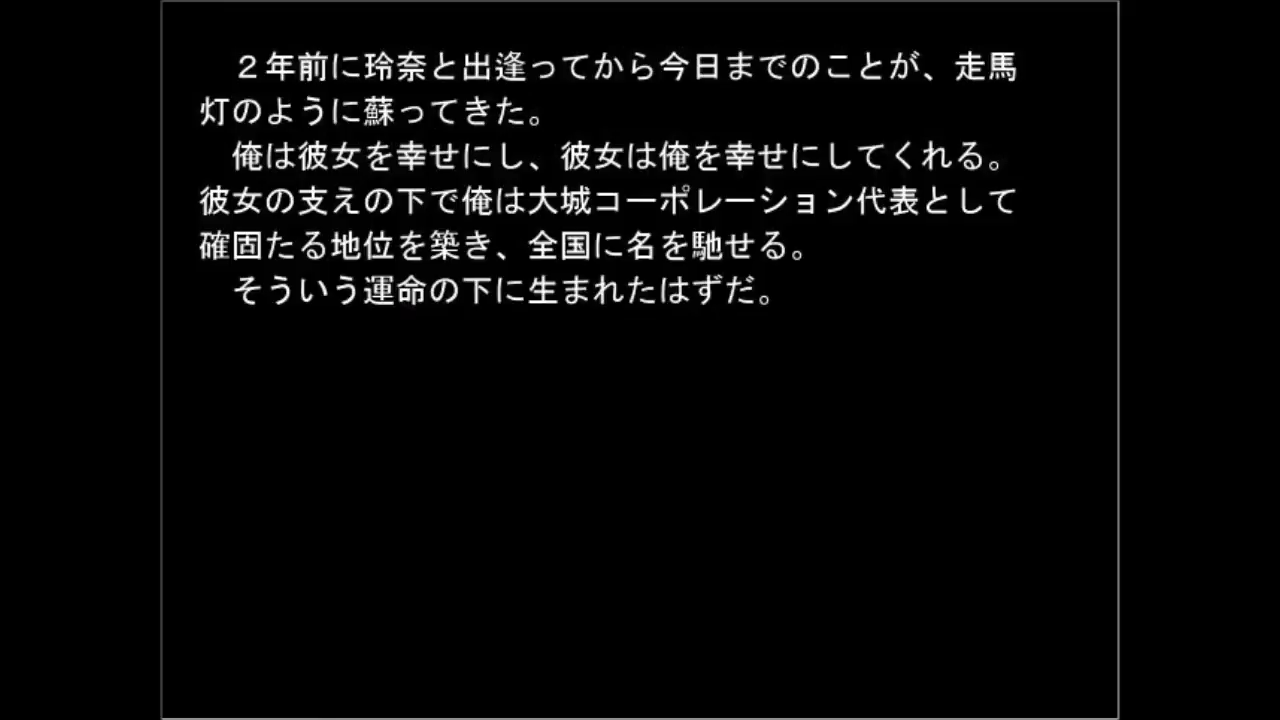 ２年前に玲奈と出逢ってから今日までのことが、走馬
灯のように蘇ってきた。
　俺は彼女を幸せにし、彼女は俺を幸せにしてくれる。
彼女の支えの下で俺は大城コーポレーション代表として
確固たる地位を築き、全国に名を馳せる。
　そういう運命の下に生まれたはずだ。